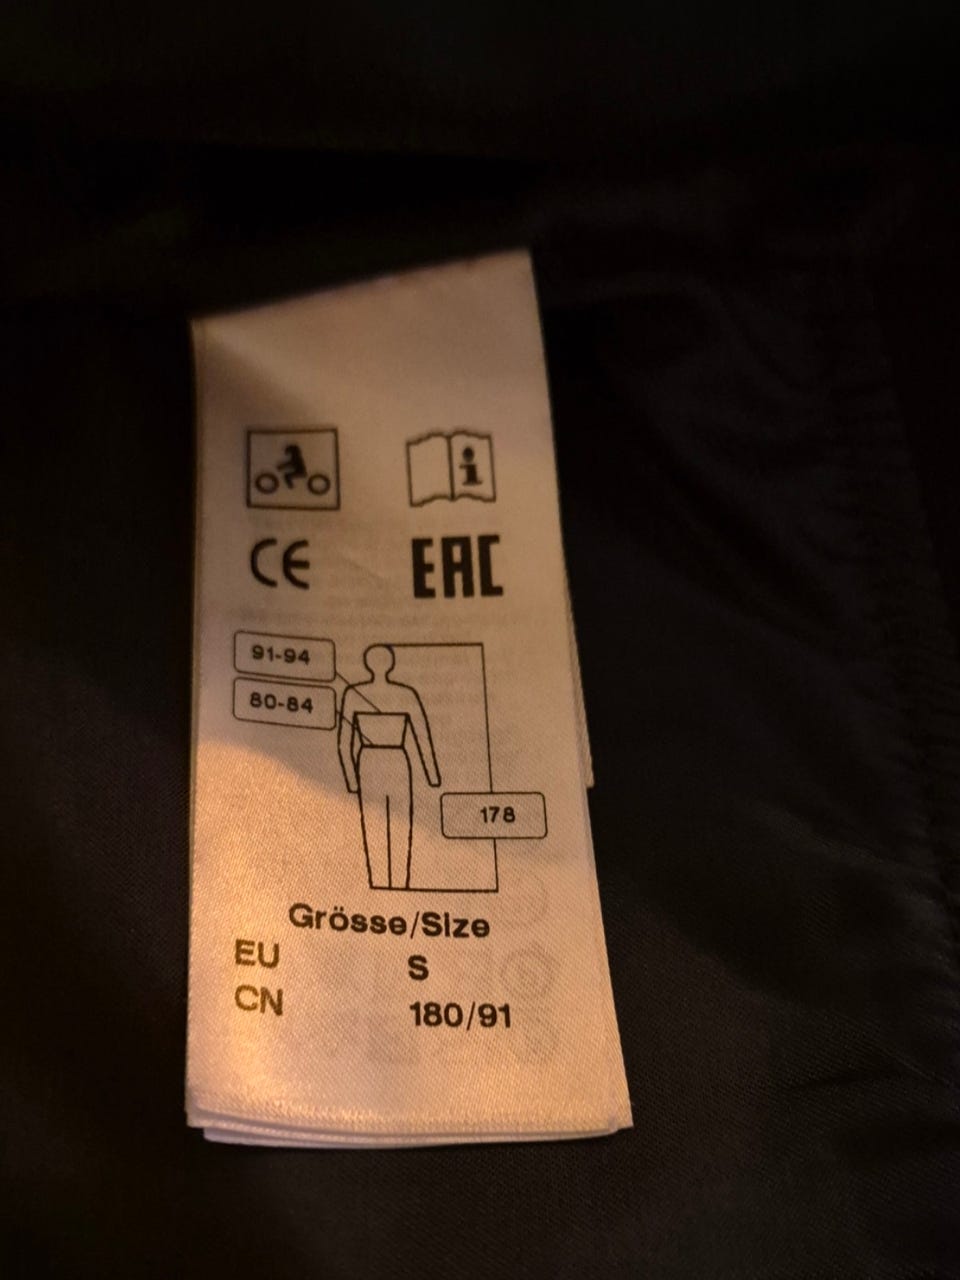 i
CE
EAC
91-94
80-84
178
Grösse/Size
EU S
CN 180/91